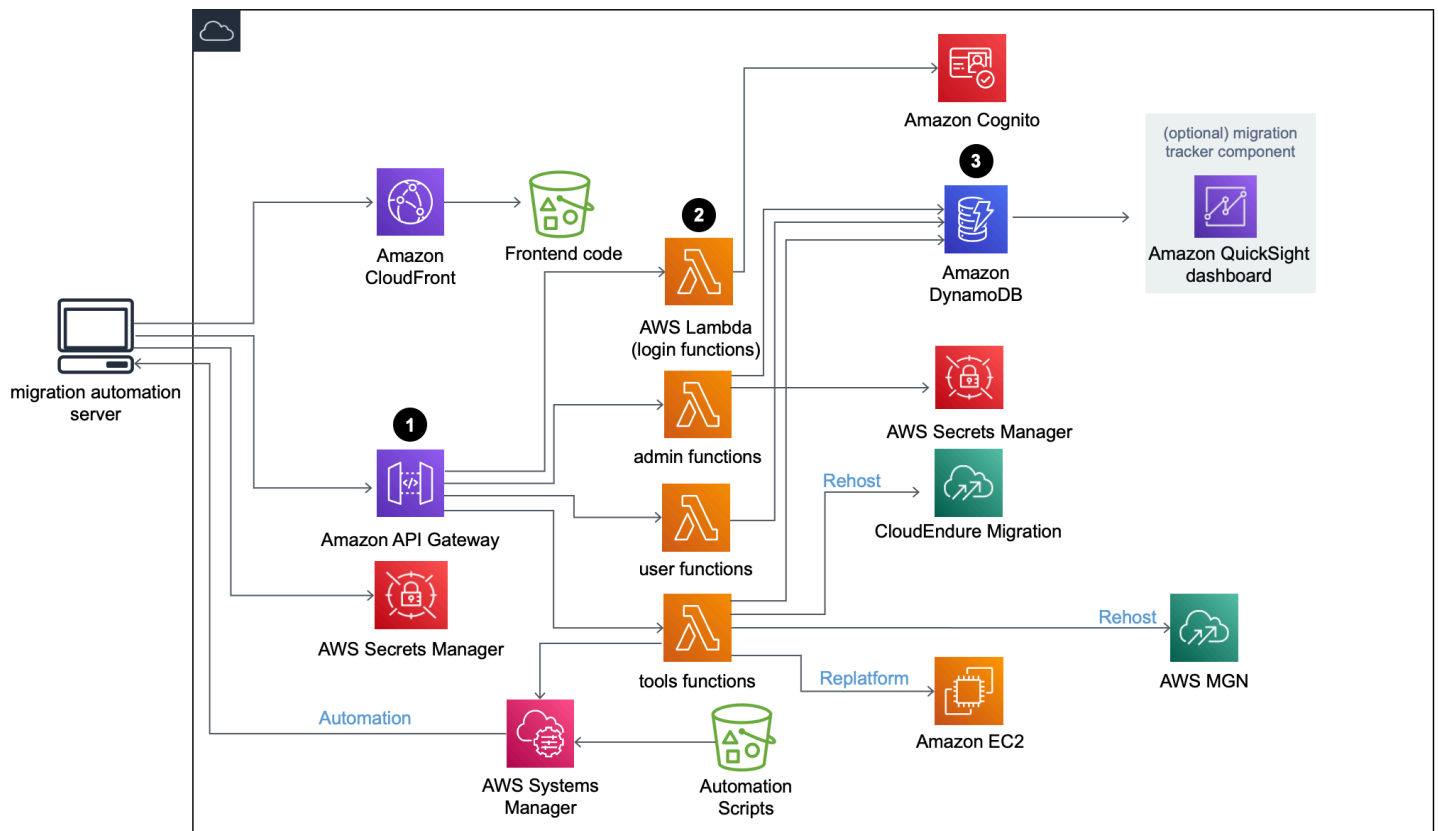 Amazon Cognito
(optional) migration
tracker component
3
Amazon QuickSight
dashboard
2
Amazon
CloudFront
Frontend code
Amazon
DynamoDB
AWS Lambda
(login functions)
migration automation
server
1
AWS Secrets Manager
admin functions
Rehost
CloudEndure Migration
Amazon API Gateway
user functions
AWS Secrets Manager
Rehost
tools functions
Replatform
AWS MGN
Automation
Amazon EC2
AWS Systems
Manager
Automation
Scripts